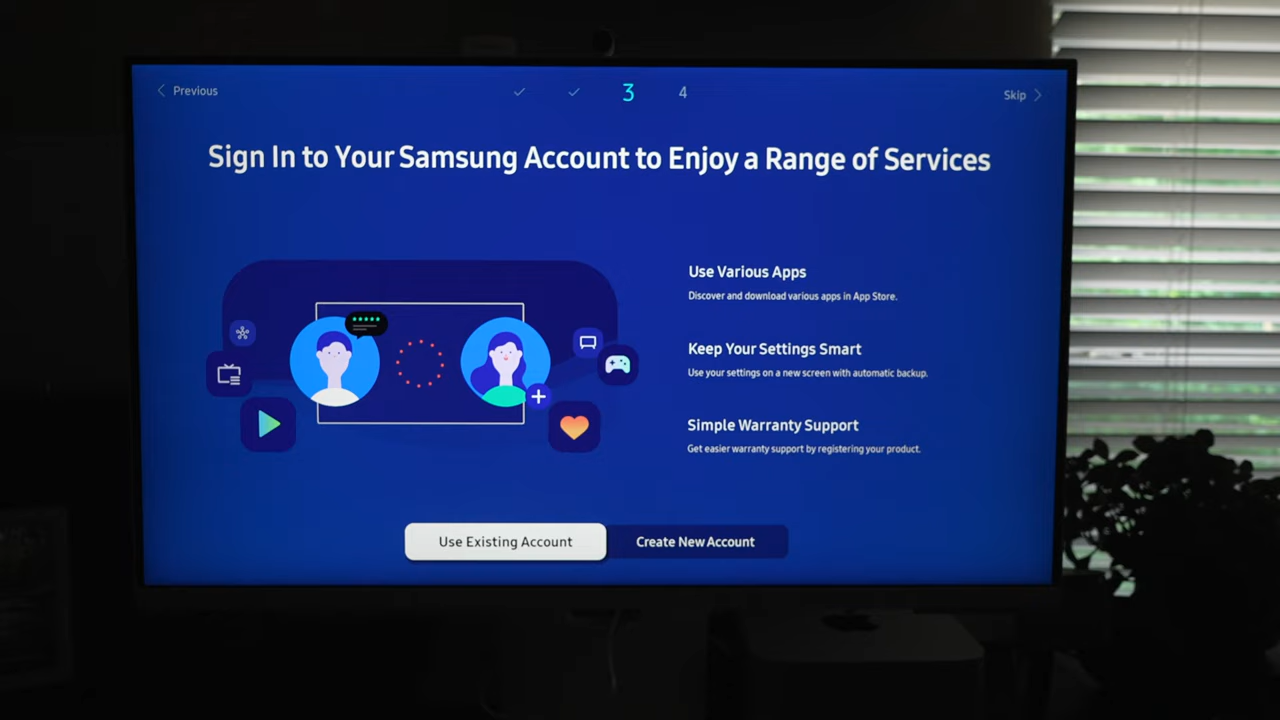 Previous
3
4
Skip
Sign In to Your Samsung Account to Enjoy a Range of Services
Use Various Apps
Discover and download various apps in App Store.
Keep Your Settings Smart
Use your settings on a new screen with automatic backup.
Simple Warranty Support
Get easier warranty support by registering your product.
Use Existing Account
Create New Account